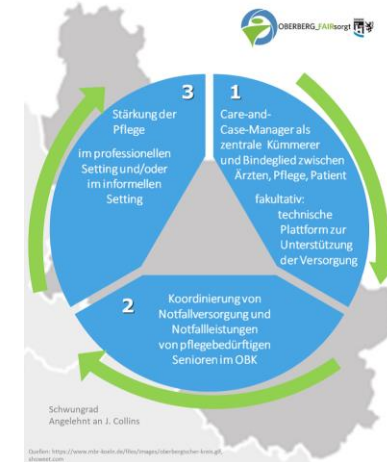 OBERBERG_FAIRsorgt
3
Stärkung der
Pflege
im professionellen
Setting und/oder
im informellen
Setting
1
Care-and-
Case-Manager als
zentrale Kümmerer
und Bindeglied zwischen
Ärzten, Pflege, Patient
fakultativ:
technische
Plattform zur
Unterstützung
der Versorgung
2
Koordinierung von
Notfallversorgung und
Notfallleistungen
von pflegebedürftigen
Senioren im OBK
Schwungrad
Angelehnt an J. Collins